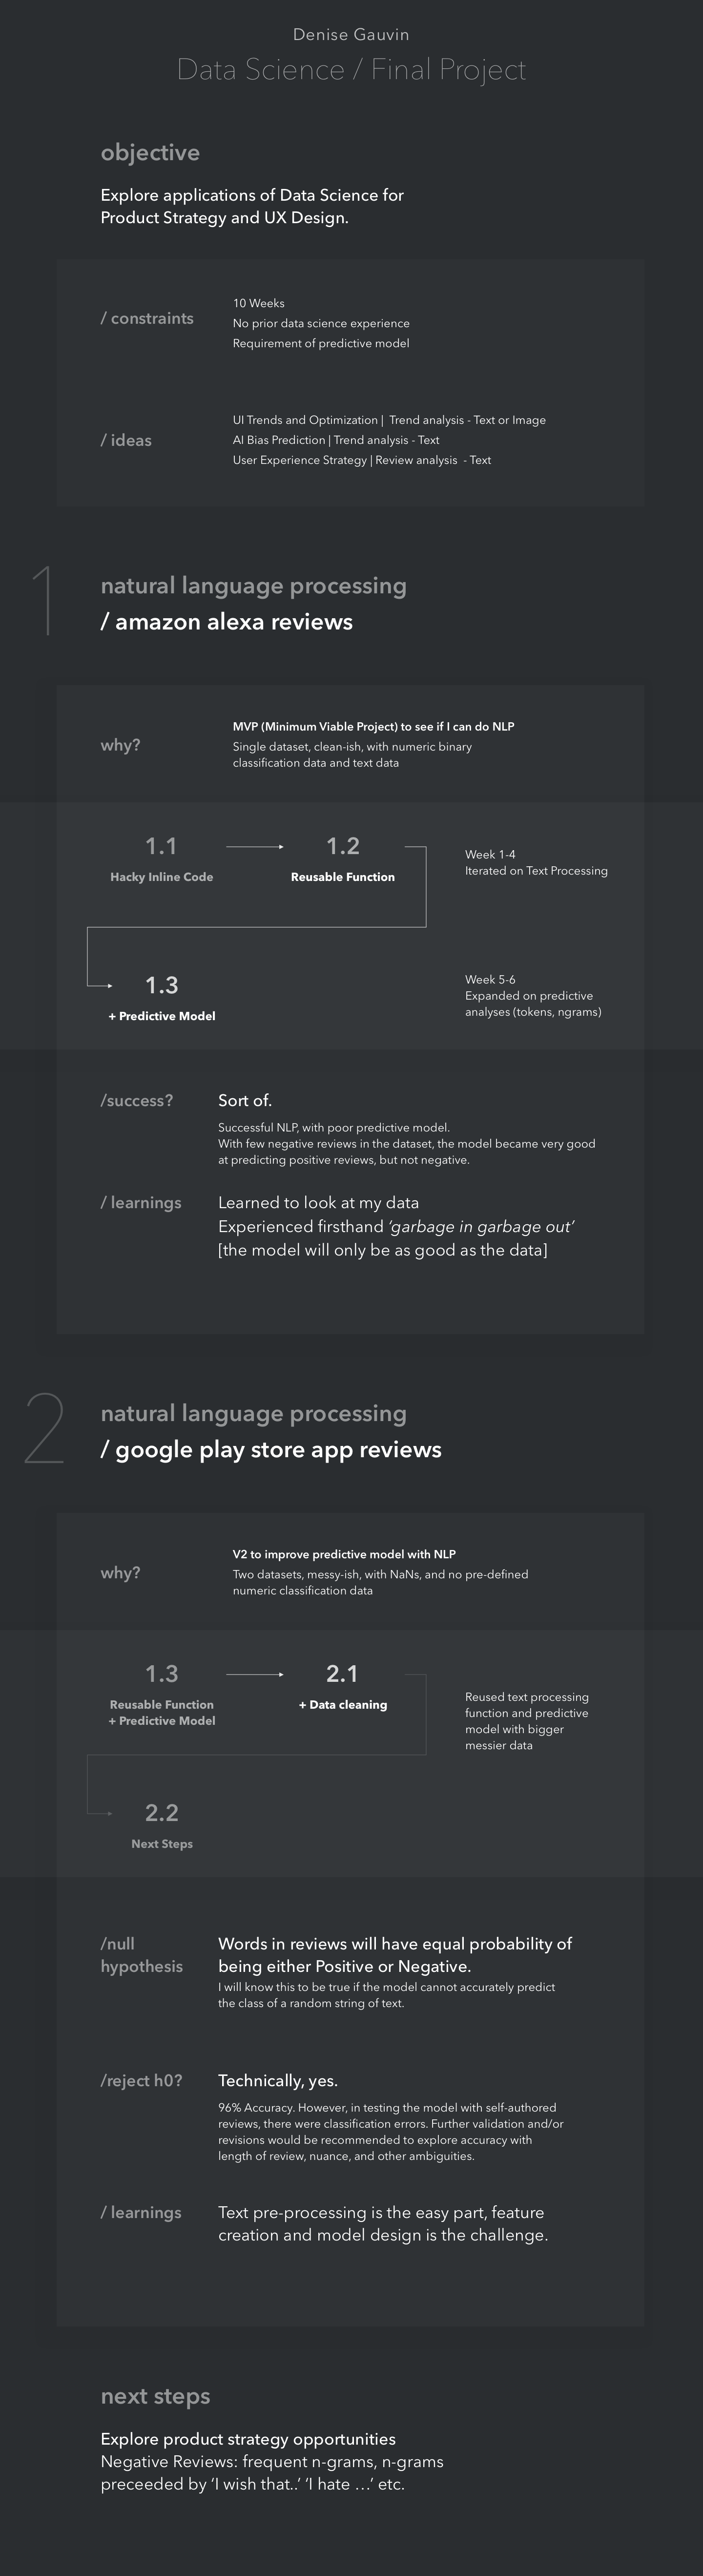 Denise Gauvin
Data Science / Final Project
objective
Explore applications of Data Science for
Product Strategy and UX Design.
/ constraints
10 Weeks
No prior data science experience
Requirement of predictive model
/ ideas
UI Trends and Optimization | Trend analysis - Text or Image
AI Bias Prediction | Trend analysis - Text
User Experience Strategy | Review analysis - Text
1
natural language processing
/ amazon alexa reviews
why?
MVP (Minimum Viable Project) to see if I can do NLP
Single dataset, clean-ish, with numeric binary
classification data and text data
1.1
Hacky Inline Code
1.2
Reusable Function
Week 1-4
Iterated on Text Processing
1.3
+ Predictive Model
Week 5-6
Expanded on predictive
analyses (tokens, ngrams)
/success?
Sort of.
Successful NLP, with poor predictive model.
With few negative reviews in the dataset, the model became very good
at predicting positive reviews, but not negative.
/ learnings
Learned to look at my data
Experienced firsthand ‘garbage in garbage out’
[the model will only be as good as the data]
2
natural language processing
/ google play store app reviews
why?
V2 to improve predictive model with NLP
Two datasets, messy-ish, with NaNs, and no pre-defined
numeric classification data
1.3
Reusable Function
+ Predictive Model
2.1
+ Data cleaning
Reused text processing
function and predictive
model with bigger
messier data
2.2
Next Steps
/null
hypothesis
Words in reviews will have equal probability of
being either Positive or Negative.
I will know this to be true if the model cannot accurately predict
the class of a random string of text.
/reject h0?
Technically, yes.
96% Accuracy. However, in testing the model with self-authored
reviews, there were classification errors. Further validation and/or
revisions would be recommended to explore accuracy with
length of review, nuance, and other ambiguities.
/ learnings
Text pre-processing is the easy part, feature
creation and model design is the challenge.
next steps
Explore product strategy opportunities
Negative Reviews: frequent n-grams, n-grams
preceeded by ‘I wish that..’ ‘I hate …’ etc.